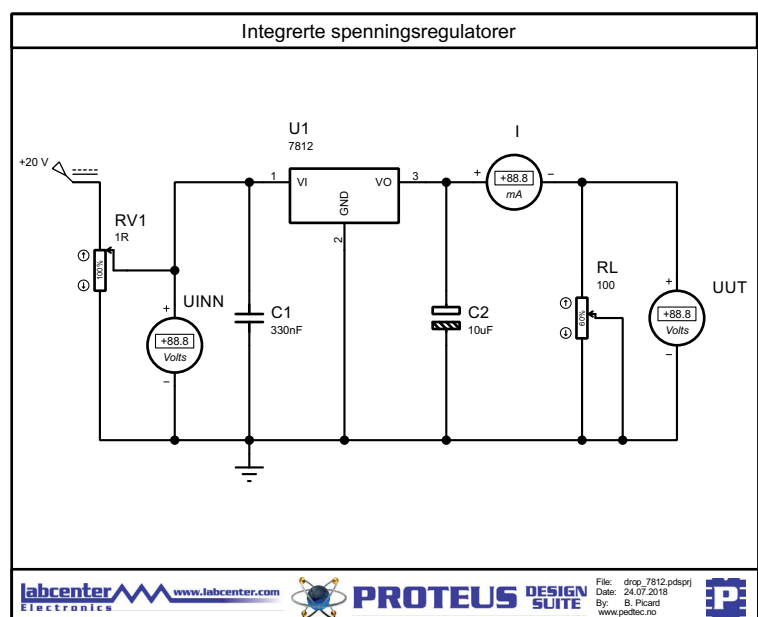 Integrerte spenningsregulatorer
+20 V
RV1
1R
100%
UINN
+
+88.8
Volts
−
C1
330nF
U1
7812
1
VI
VO
3
GND
2
I
+
+88.8
mA
−
C2
10uF
RL
100
60%
UUT
+
+88.8
Volts
−
labcenter
Electronics
www.labcenter.com
PROTEUS DESIGN SUITE
File: drop_7812.pdsprj
Date: 24.07.2018
By: B. Picard
www.pedtec.no
P